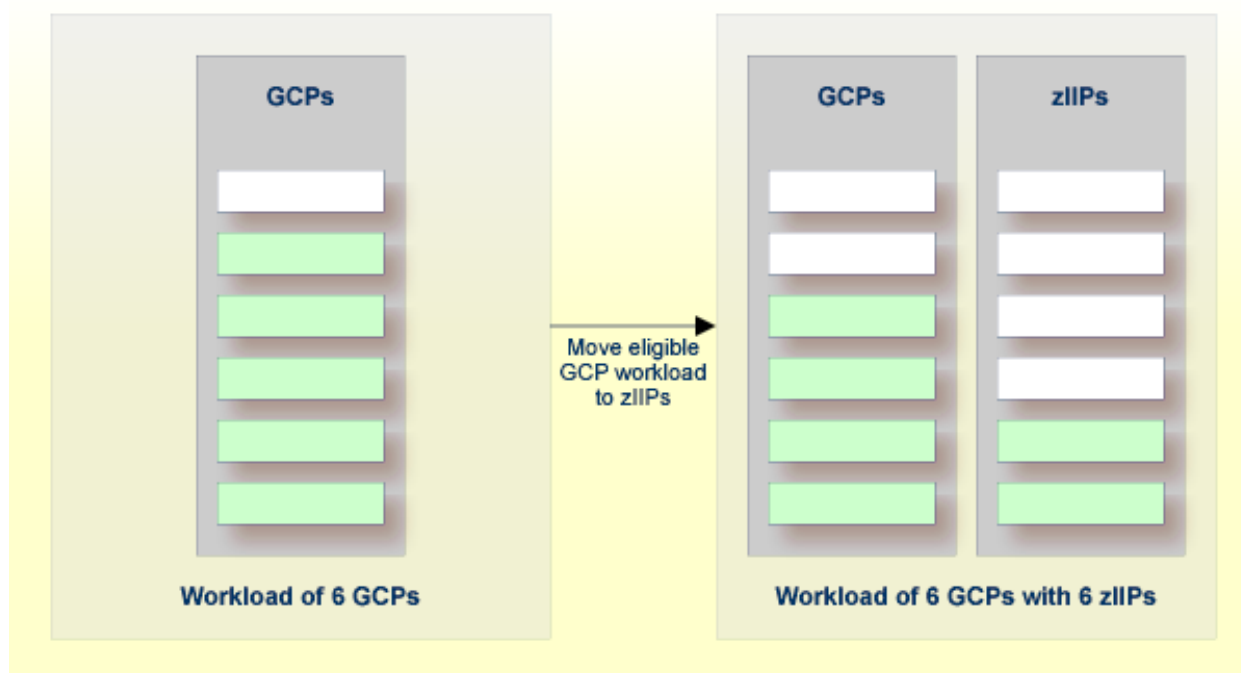 GCPs
Workload of 6 GCPs
Move eligible
GCP workload
to zIIPs
GCPs
zIIPs
Workload of 6 GCPs with 6 zIIPs